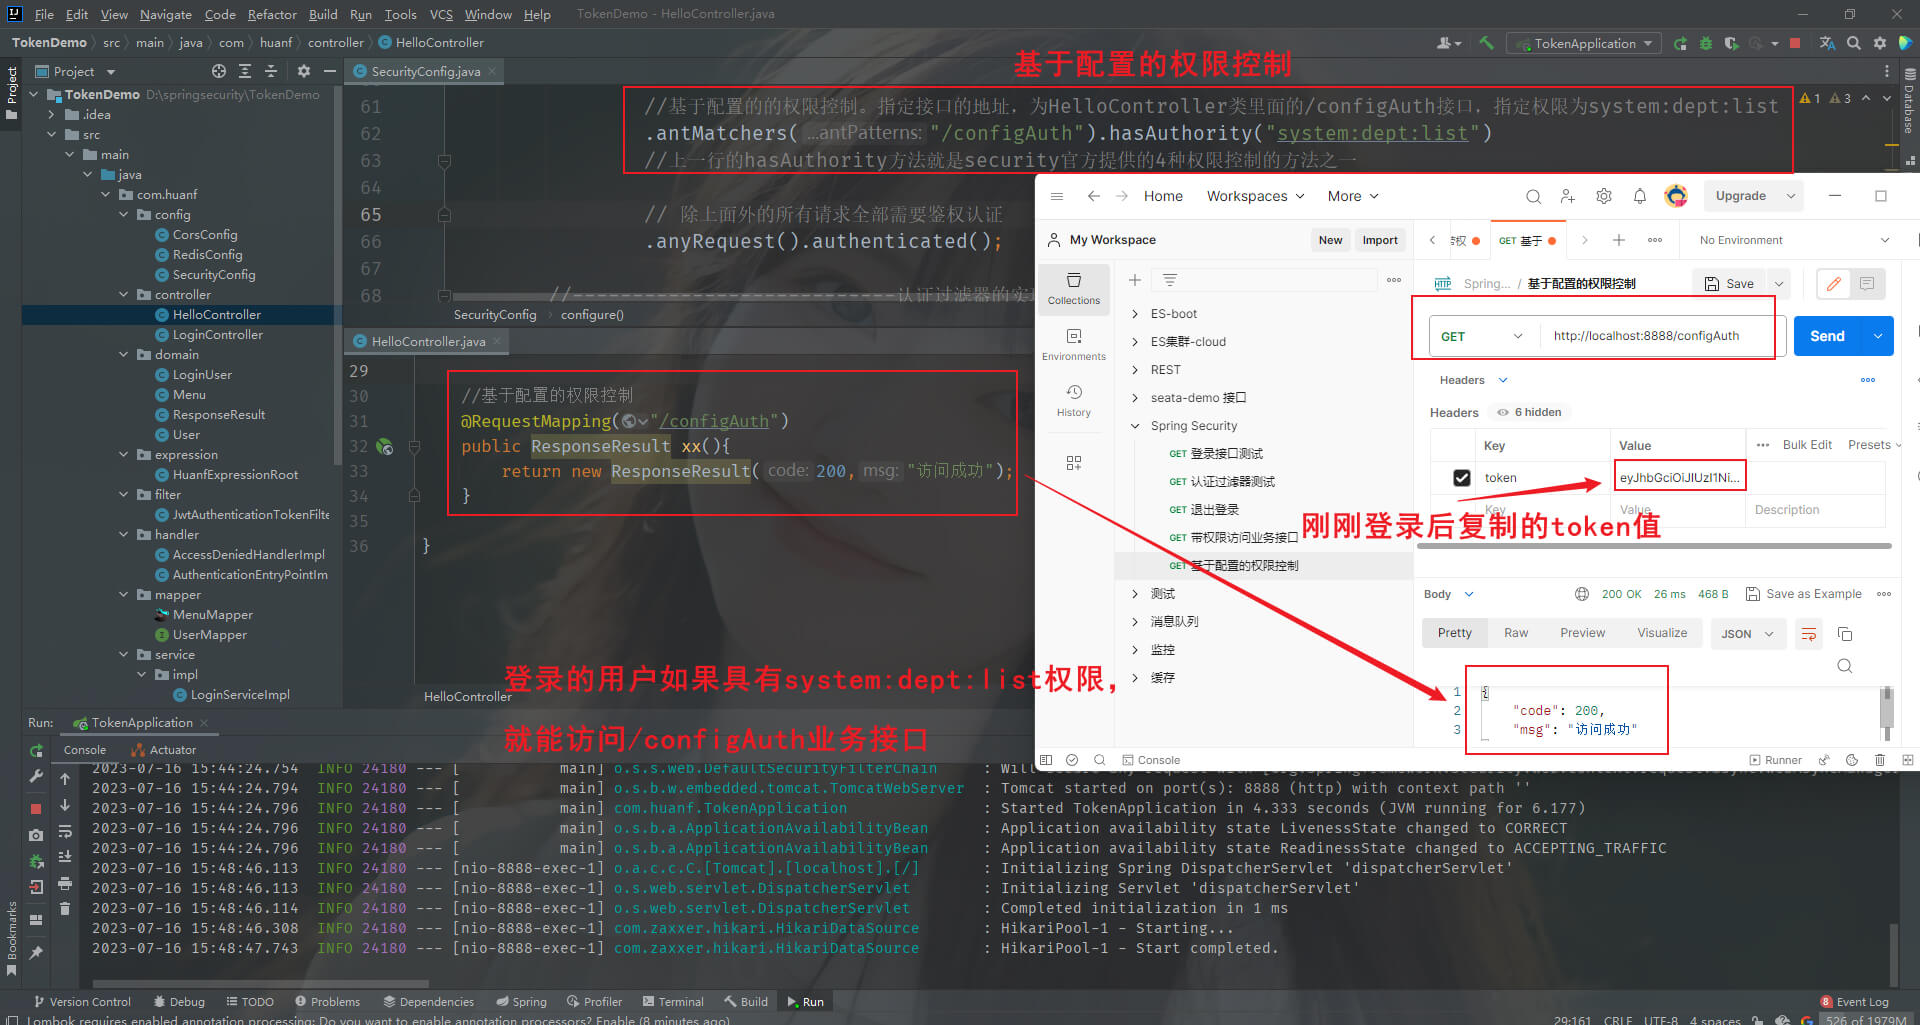 File Edit View Navigate Code Refactor Build Run Tools VCS Window Help TokenDemo - HelloController.java
TokenDemo src main java com huanf controller HelloController
TokenApplication
基于配置的权限控制
Project
Project
SecurityConfig.java
TokenDemo D:\springsecurity\TokenDemo
.idea
src
main
java
com.huanf
config
CorsConfig
RedisConfig
SecurityConfig
controller
HelloController
LoginController
domain
LoginUser
Menu
ResponseResult
User
expression
HuanfExpressionRoot
filter
JwtAuthenticationTokenFilte
handler
AccessDeniedHandlerImpl
AuthenticationEntryPointIm
mapper
MenuMapper
UserMapper
service
impl
LoginServiceImpl
61 //基于配置的的权限控制。指定接口的地址，为HelloController类里面的/configAuth接口，指定权限为system:dept:list
62 .antMatchers( ...antPatterns: "/configAuth").hasAuthority("system:dept:list")
63 //上一行的hasAuthority方法就是security官方提供的4种权限控制的方法之一
64
65 // 除上面外的所有请求全部需要鉴权认证
66 .anyRequest().authenticated();
67
68 //----------------------------认证过滤器的实现
1 3
Database
SecurityConfig configure()
HelloController.java
29
30 //基于配置的权限控制
31 @RequestMapping("/configAuth")
32 public ResponseResult xx(){
33 return new ResponseResult( code: 200, msg: "访问成功");
34 }
35
36 }
HelloController
登录的用户如果具有system:dept:list权限，
就能访问/configAuth业务接口
Home Workspaces More Upgrade
My Workspace New Import
GET 基于 No Environment
Collections
Environments
History
ES-boot
ES集群-cloud
REST
seata-demo 接口
Spring Security
GET 登录接口测试
GET 认证过滤器测试
GET 退出登录
GET 带权限访问业务接口
GET 基于配置的权限控制
测试
消息队列
监控
缓存
HTTP Spring... / 基于配置的权限控制 Save
GET http://localhost:8888/configAuth Send
Headers
Headers 6 hidden
Key Value Bulk Edit Presets
token eyJhbGciOiJIUzI1Ni...
Key Value Description
刚刚登录后复制的token值
Body 200 OK 26 ms 468 B Save as Example
Pretty Raw Preview Visualize JSON
1 {
2 "code": 200,
3 "msg": "访问成功"
Console Runner
Run: TokenApplication
Console Actuator
2023-07-16 15:44:24.754 INFO 24180 --- [ main] o.s.s.web.DefaultSecurityFilterChain
2023-07-16 15:44:24.794 INFO 24180 --- [ main] o.s.b.w.embedded.tomcat.TomcatWebServer : Tomcat started on port(s): 8888 (http) with context path ''
2023-07-16 15:44:24.796 INFO 24180 --- [ main] com.huanf.TokenApplication : Started TokenApplication in 4.333 seconds (JVM running for 6.177)
2023-07-16 15:44:24.796 INFO 24180 --- [ main] o.s.b.a.ApplicationAvailabilityBean : Application availability state LivenessState changed to CORRECT
2023-07-16 15:44:24.796 INFO 24180 --- [ main] o.s.b.a.ApplicationAvailabilityBean : Application availability state ReadinessState changed to ACCEPTING_TRAFFIC
2023-07-16 15:48:46.113 INFO 24180 --- [nio-8888-exec-1] o.a.c.c.C.[Tomcat].[localhost].[/] : Initializing Spring DispatcherServlet 'dispatcherServlet'
2023-07-16 15:48:46.113 INFO 24180 --- [nio-8888-exec-1] o.s.web.servlet.DispatcherServlet : Initializing Servlet 'dispatcherServlet'
2023-07-16 15:48:46.114 INFO 24180 --- [nio-8888-exec-1] o.s.web.servlet.DispatcherServlet : Completed initialization in 1 ms
2023-07-16 15:48:46.308 INFO 24180 --- [nio-8888-exec-1] com.zaxxer.hikari.HikariDataSource : HikariPool-1 - Starting...
2023-07-16 15:48:47.743 INFO 24180 --- [nio-8888-exec-1] com.zaxxer.hikari.HikariDataSource : HikariPool-1 - Start completed.
Bookmarks
Version Control Debug TODO Problems Dependencies Spring Profiler Terminal Build Run 8 Event Log
Lombok requires enabled annotation processing: Do you want to enable annotation processors? Enable (8 minutes ago) 29:161 CRLF UTF-8 4 spaces 526 of 1979M